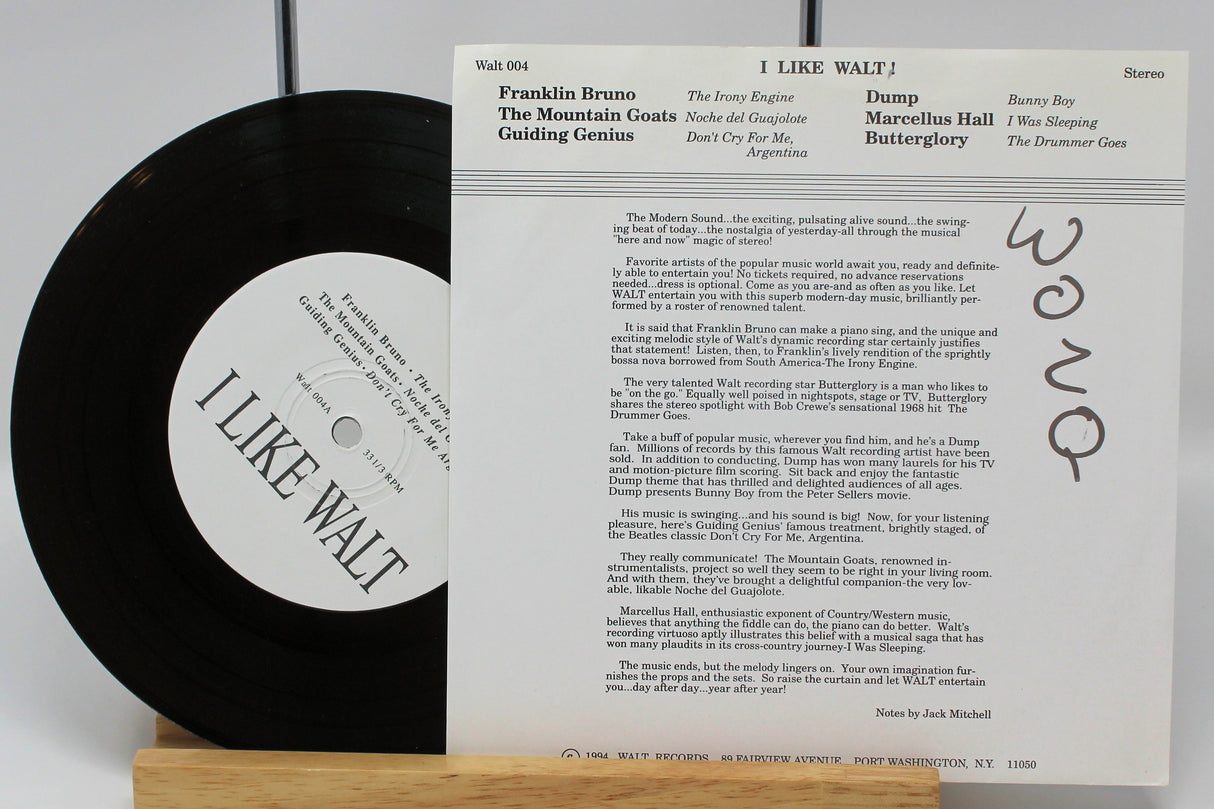 Walt 004
I LIKE WALT!
Stereo
Franklin Bruno The Irony Engine
The Mountain Goats Noche del Guajolote
Guiding Genius Don't Cry For Me,
Argentina
Dump Bunny Boy
Marcellus Hall I Was Sleeping
Butterglory The Drummer Goes
The Modern Sound...the exciting, pulsating alive sound...the swing-
ing beat of today...the nostalgia of yesterday-all through the musical
"here and now" magic of stereo!
Favorite artists of the popular music world await you, ready and definite-
ly able to entertain you! No tickets required, no advance reservations
needed...dress is optional. Come as you are-and as often as you like. Let
WALT entertain you with this superb modern-day music, brilliantly per-
formed by a roster of renowned talent.
It is said that Franklin Bruno can make a piano sing, and the unique and
exciting melodic style of Walt's dynamic recording star certainly justifies
that statement! Listen, then, to Franklin's lively rendition of the sprightly
bossa nova borrowed from South America-The Irony Engine.
The very talented Walt recording star Butterglory is a man who likes to
be "on the go." Equally well poised in nightspots, stage or TV, Butterglory
shares the stereo spotlight with Bob Crewe's sensational 1968 hit The
Drummer Goes.
Take a buff of popular music, wherever you find him, and he's a Dump
fan. Millions of records by this famous Walt recording artist have been
sold. In addition to conducting, Dump has won many laurels for his TV
and motion-picture film scoring. Sit back and enjoy the fantastic
Dump theme that has thrilled and delighted audiences of all ages.
Dump presents Bunny Boy from the Peter Sellers movie.
His music is swinging...and his sound is big! Now, for your listening
pleasure, here's Guiding Genius' famous treatment, brightly staged, of
the Beatles classic Don't Cry For Me, Argentina.
They really communicate! The Mountain Goats, renowned in-
strumentalists, project so well they seem to be right in your living room.
And with them, they've brought a delightful companion-the very lov-
able, likable Noche del Guajolote.
Marcellus Hall, enthusiastic exponent of Country/Western music,
believes that anything the fiddle can do, the piano can do better. Walt's
recording virtuoso aptly illustrates this belief with a musical saga that has
won many plaudits in its cross-country journey-I Was Sleeping.
The music ends, but the melody lingers on. Your own imagination fur-
nishes the props and the sets. So raise the curtain and let WALT entertain
you...day after day...year after year!
Notes by Jack Mitchell
© 1994 WALT RECORDS 89 FAIRVIEW AVENUE PORT WASHINGTON, N.Y. 11050
Franklin Bruno • The Irony
The Mountain Goats • Noche del
Guiding Genius • Don't Cry For Me
Walt 004A
33 1/3 RPM
I LIKE WALT